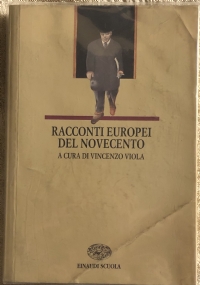 RACCONTI EUROPEI
DEL NOVECENTO
A CURA DI VINCENZO VIOLA
EINAUDI SCUOLA